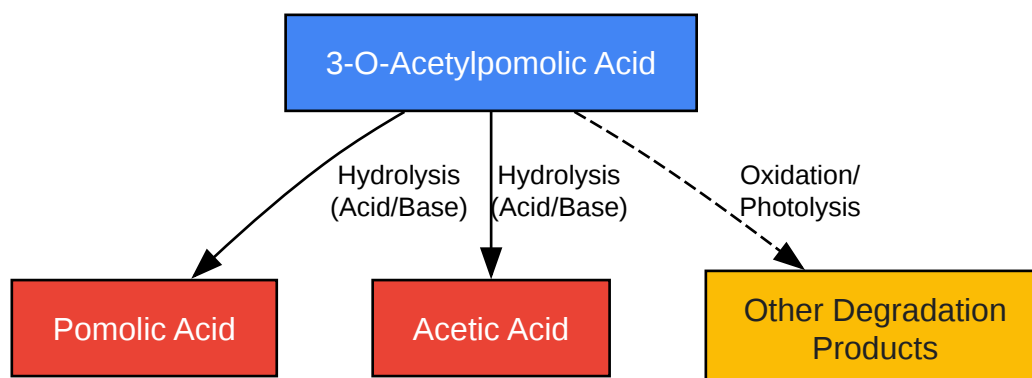 3-O-Acetylpomolic Acid
Hydrolysis
(Acid/Base)
Hydrolysis
(Acid/Base)
Oxidation/
Photolysis
Pomolic Acid
Acetic Acid
Other Degradation
Products